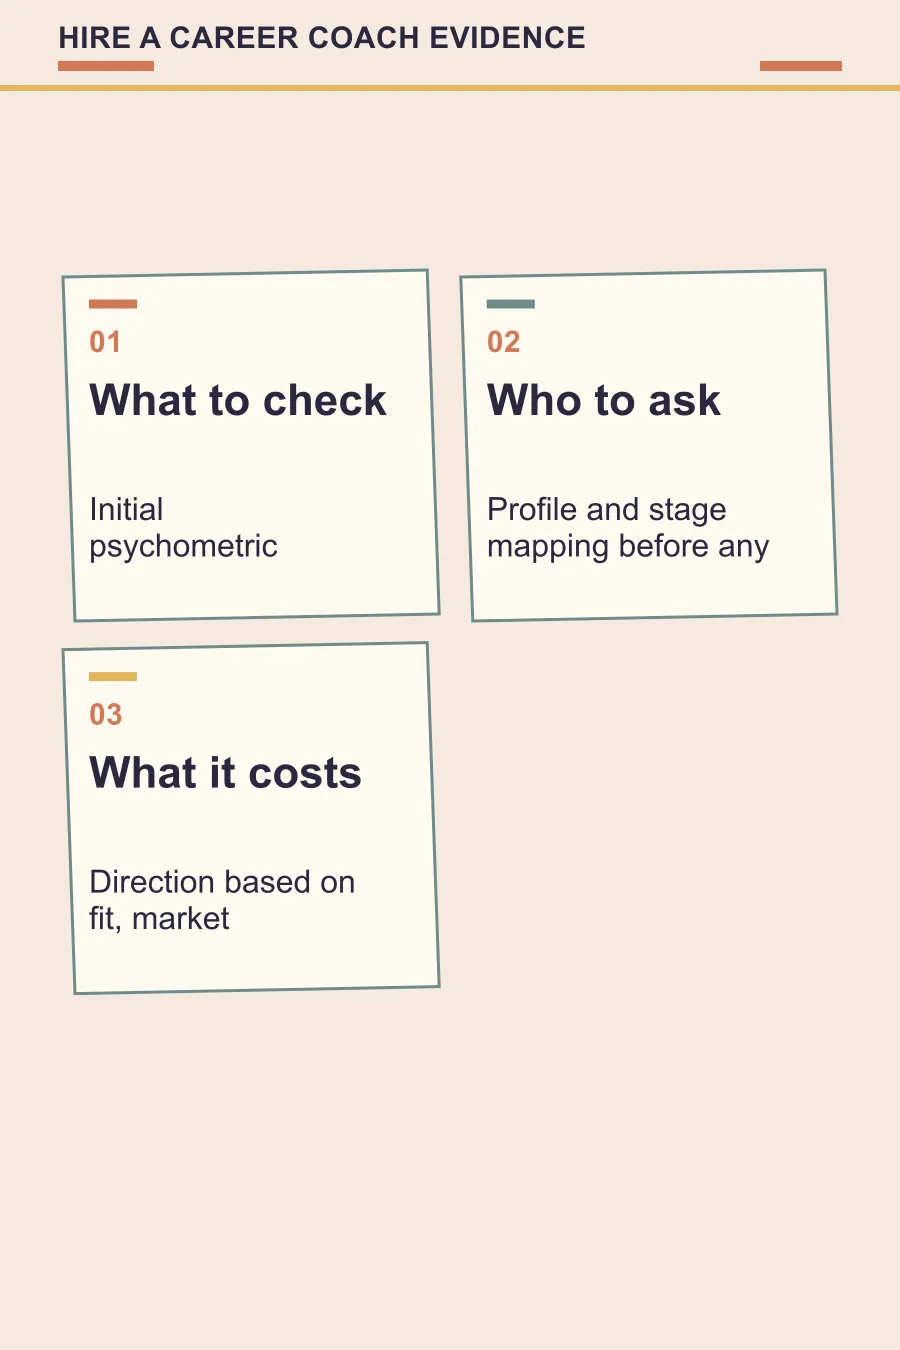 HIRE A CAREER COACH EVIDENCE
01
What to check
Initial
psychometric
02
Who to ask
Profile and stage
mapping before any
03
What it costs
Direction based on
fit, market